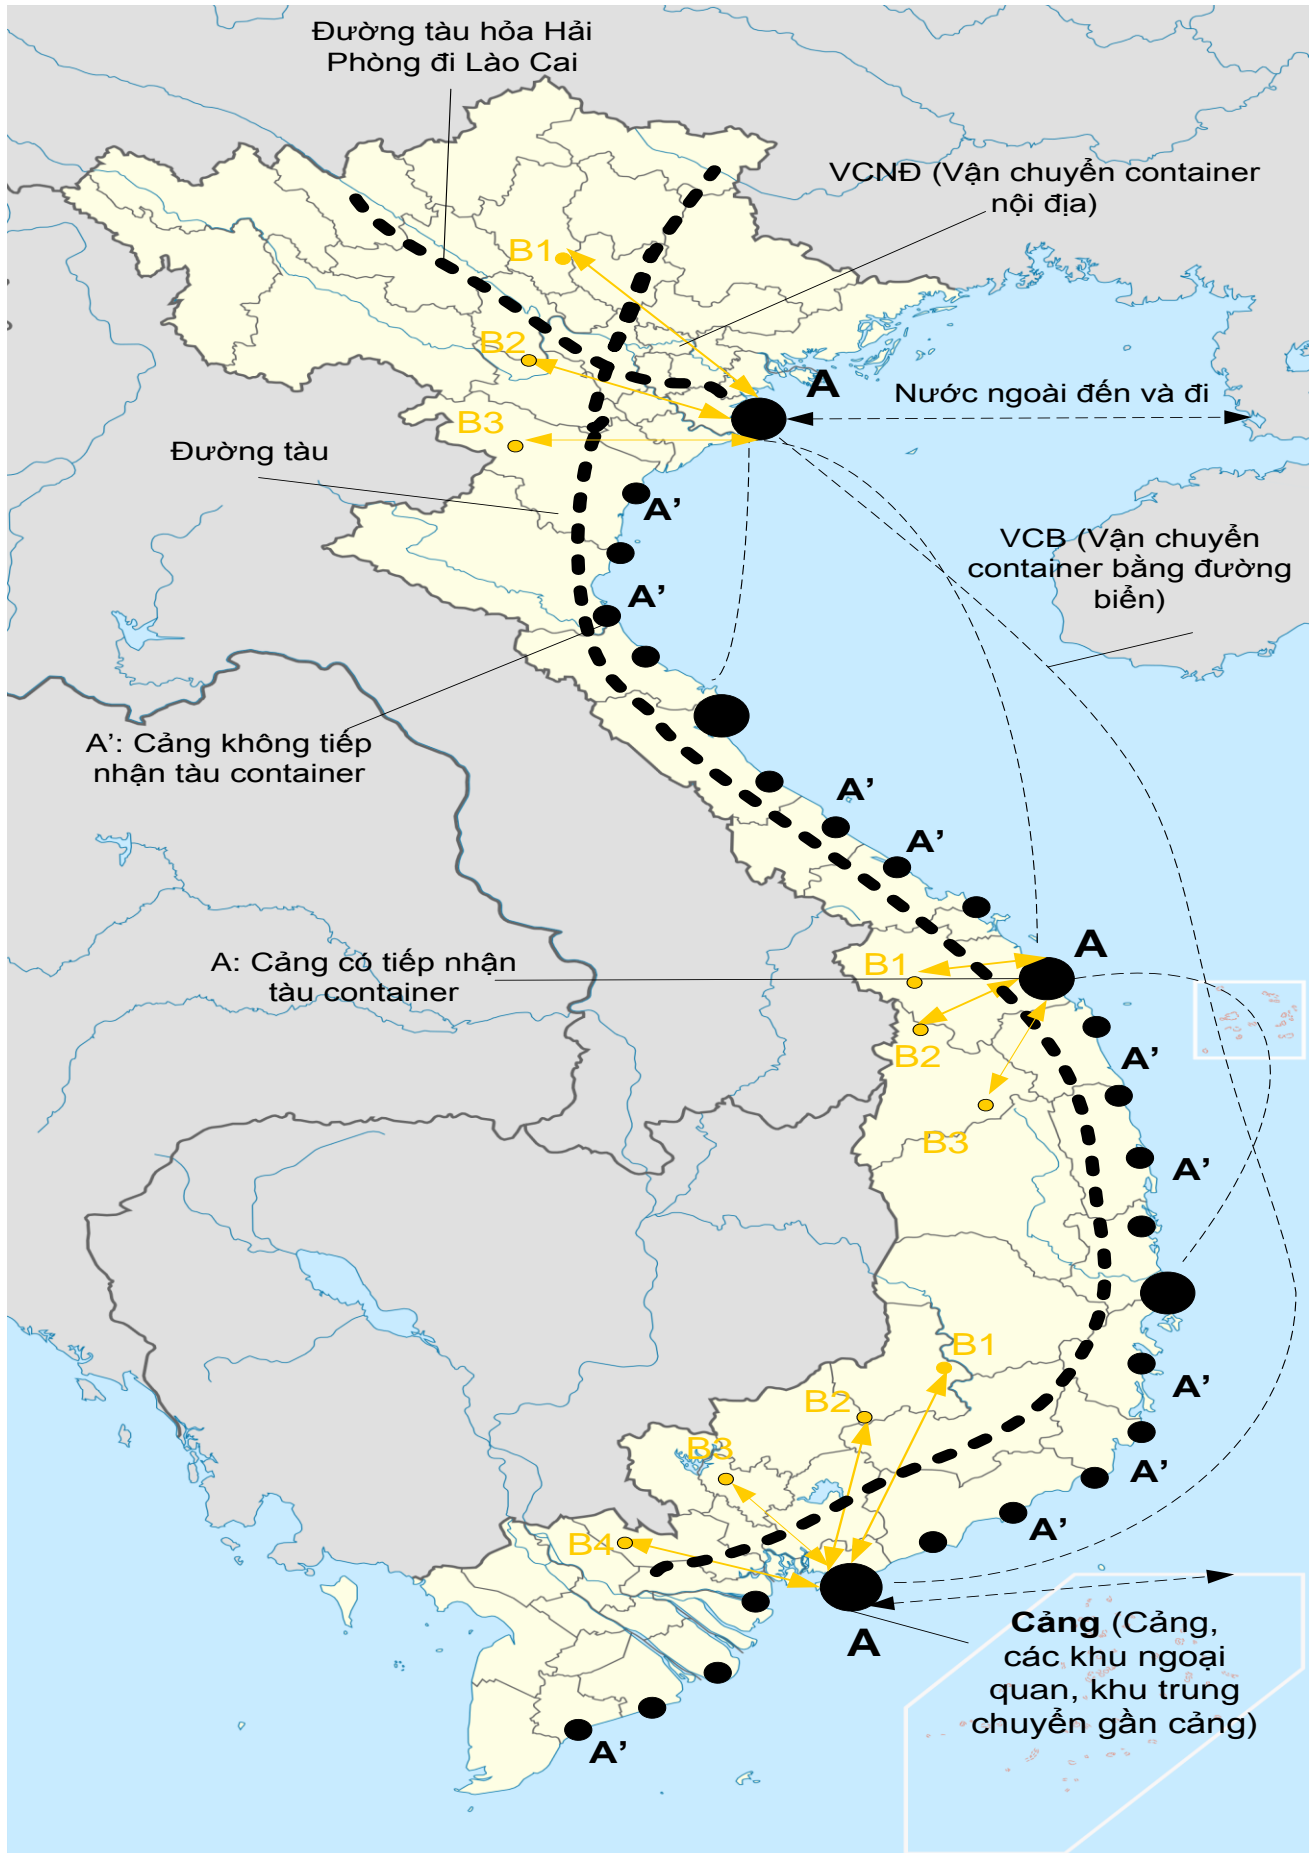 Đường tàu hỏa Hải
Phòng đi Lào Cai
VCNĐ (Vận chuyển container
nội địa)
B1
B2
A
Nước ngoài đến và đi
B3
Đường tàu
A’
VCB (Vận chuyển
container bằng đường
biển)
A’
A’: Cảng không tiếp
nhận tàu container
A’
A’
A
B1
A: Cảng có tiếp nhận
tàu container
B2
A’
B3
A’
B1
A’
B2
B3
A’
A’
B4
A
Cảng (Cảng,
các khu ngoại
quan, khu trung
chuyển gần cảng)
A’